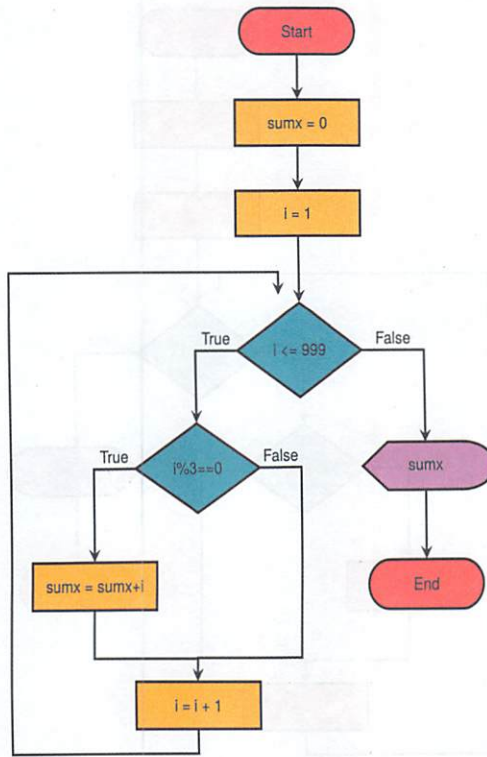 Start
sumx = 0
i = 1
i <= 999
True
False
i%3==0
True
False
sumx
sumx = sumx+i
End
i = i + 1